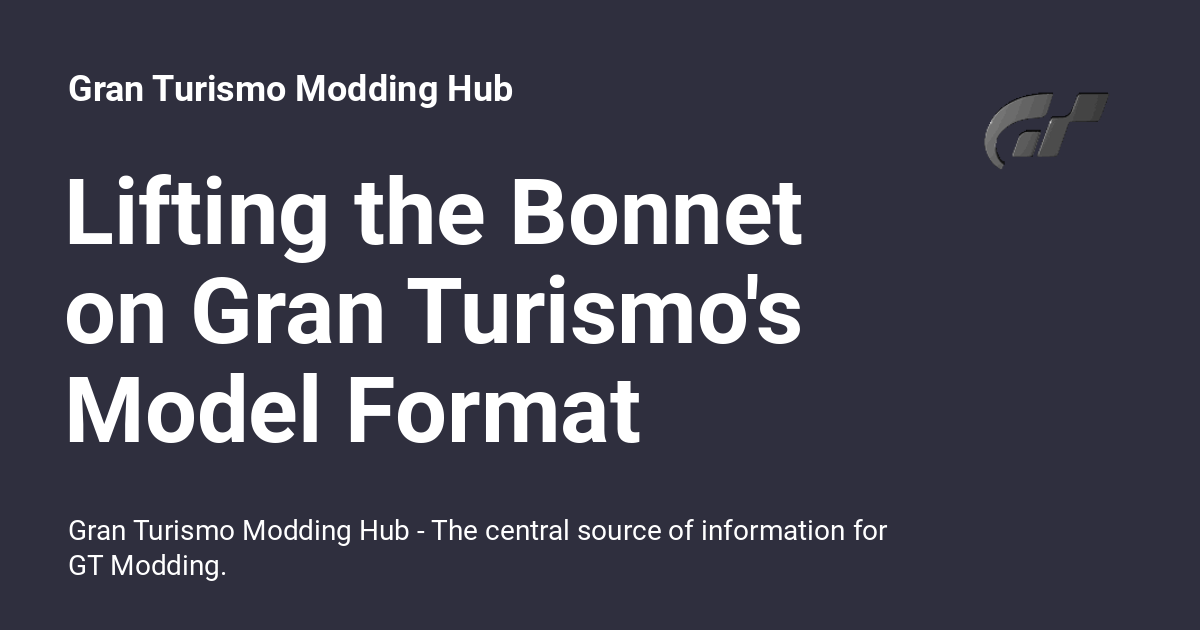 Gran Turismo Modding Hub
Lifting the Bonnet
on Gran Turismo's
Model Format
Gran Turismo Modding Hub - The central source of information for
GT Modding.